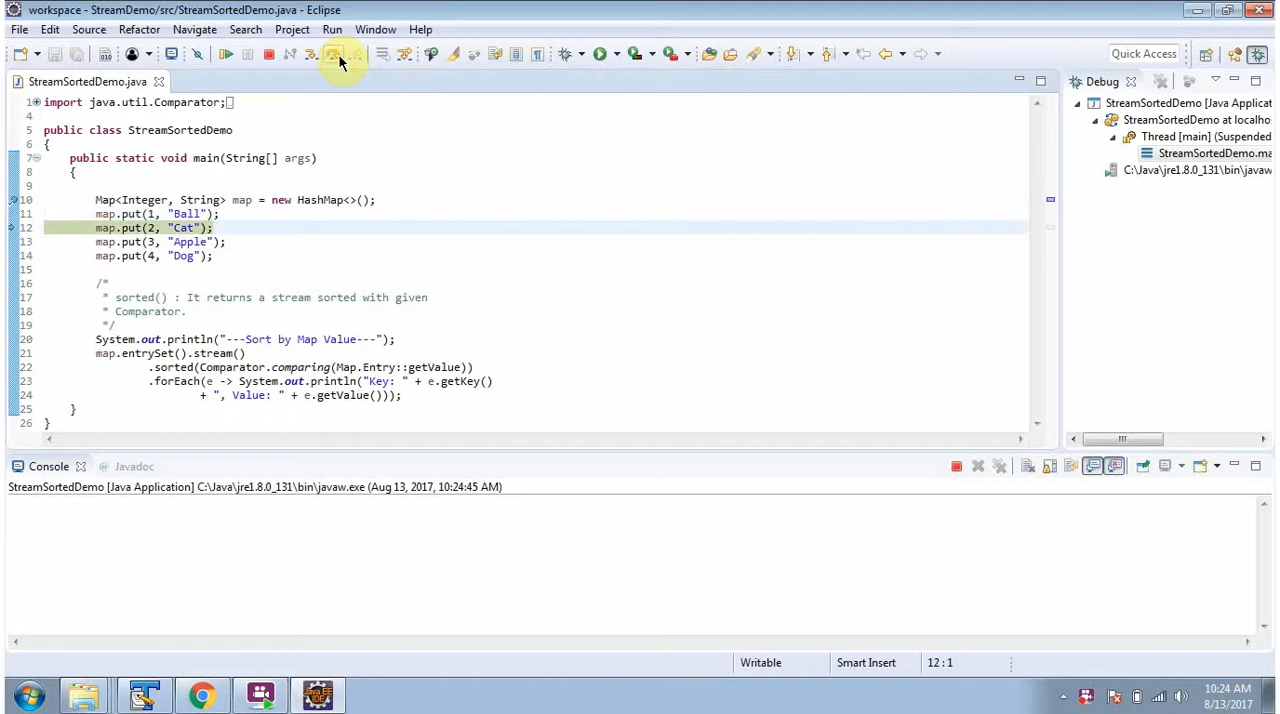 workspace - StreamDemo/src/StreamSortedDemo.java - Eclipse
File Edit Source Refactor Navigate Search Project Run Window Help
Quick Access
StreamSortedDemo.java
1 import java.util.Comparator;
4
5 public class StreamSortedDemo
6 {
7 public static void main(String[] args)
8 {
9
10 Map<Integer, String> map = new HashMap<>();
11 map.put(1, "Ball");
12 map.put(2, "Cat");
13 map.put(3, "Apple");
14 map.put(4, "Dog");
15
16 /*
17 * sorted() : It returns a stream sorted with given
18 * Comparator.
19 */
20 System.out.println("---Sort by Map Value---");
21 map.entrySet().stream()
22 .sorted(Comparator.comparing(Map.Entry::getValue))
23 .forEach(e -> System.out.println("Key: " + e.getKey()
24 + ", Value: " + e.getValue()));
25 }
26 }
Debug
StreamSortedDemo [Java Applicat
StreamSortedDemo at localho
Thread [main] (Suspended
StreamSortedDemo.ma
C:\Java\jre1.8.0_131\bin\javaw
Console Javadoc
StreamSortedDemo [Java Application] C:\Java\jre1.8.0_131\bin\javaw.exe (Aug 13, 2017, 10:24:45 AM)
Writable Smart Insert 12 : 1
Java EE
IDE
10:24 AM
8/13/2017